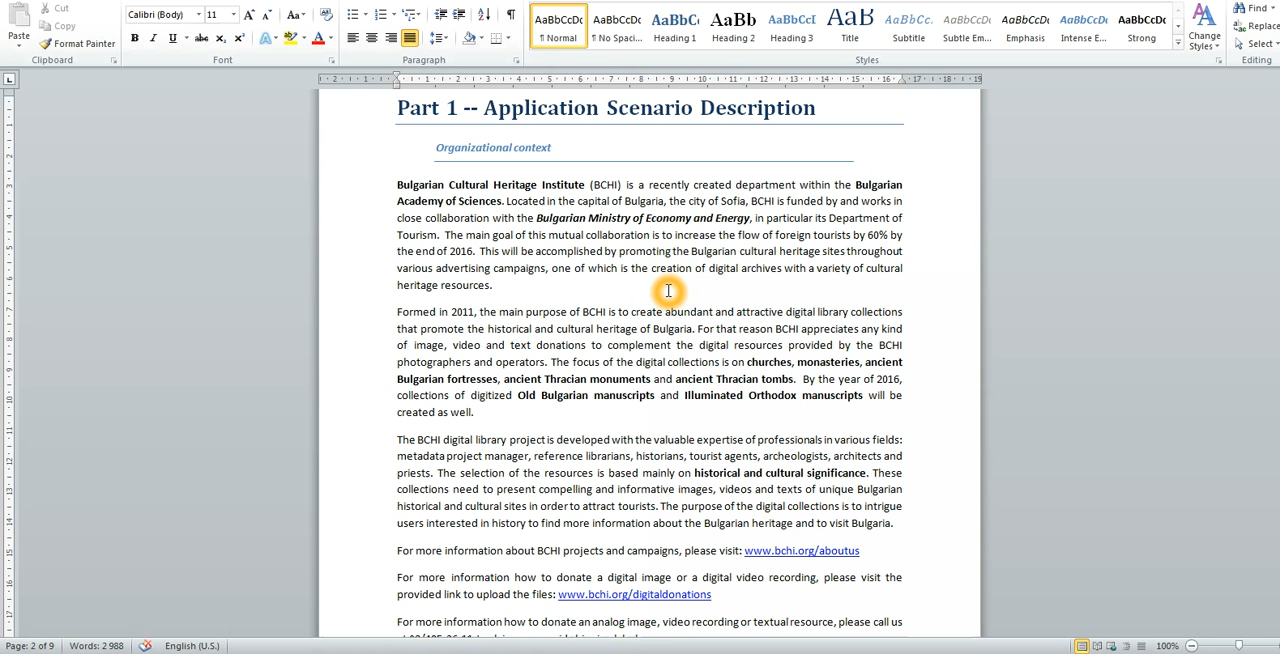 Cut
Calibri (Body) 11
Find
Copy
Paste
Replace
Format Painter
Change Styles
Select
AaBbCcDc AaBbCcDc AaBbC AaBb AaBbCcI AaB AaBbCc. AaBbCcDc AaBbCcDc AaBbCcDc AaBbCcDc
¶ Normal ¶ No Spaci... Heading 1 Heading 2 Heading 3 Title Subtitle Subtle Em... Emphasis Intense E... Strong
Clipboard Font Paragraph Styles Editing
Part 1 -- Application Scenario Description
Organizational context
Bulgarian Cultural Heritage Institute (BCHI) is a recently created department within the Bulgarian
Academy of Sciences. Located in the capital of Bulgaria, the city of Sofia, BCHI is funded by and works in
close collaboration with the Bulgarian Ministry of Economy and Energy, in particular its Department of
Tourism. The main goal of this mutual collaboration is to increase the flow of foreign tourists by 60% by
the end of 2016. This will be accomplished by promoting the Bulgarian cultural heritage sites throughout
various advertising campaigns, one of which is the creation of digital archives with a variety of cultural
heritage resources.
Formed in 2011, the main purpose of BCHI is to create abundant and attractive digital library collections
that promote the historical and cultural heritage of Bulgaria. For that reason BCHI appreciates any kind
of image, video and text donations to complement the digital resources provided by the BCHI
photographers and operators. The focus of the digital collections is on churches, monasteries, ancient
Bulgarian fortresses, ancient Thracian monuments and ancient Thracian tombs. By the year of 2016,
collections of digitized Old Bulgarian manuscripts and Illuminated Orthodox manuscripts will be
created as well.
The BCHI digital library project is developed with the valuable expertise of professionals in various fields:
metadata project manager, reference librarians, historians, tourist agents, archeologists, architects and
priests. The selection of the resources is based mainly on historical and cultural significance. These
collections need to present compelling and informative images, videos and texts of unique Bulgarian
historical and cultural sites in order to attract tourists. The purpose of the digital collections is to intrigue
users interested in history to find more information about the Bulgarian heritage and to visit Bulgaria.
For more information about BCHI projects and campaigns, please visit: www.bchi.org/aboutus
For more information how to donate a digital image or a digital video recording, please visit the
provided link to upload the files: www.bchi.org/digitaldonations
For more information how to donate an analog image, video recording or textual resource, please call us
Page: 2 of 9 Words: 2 988 English (U.S.) 100%